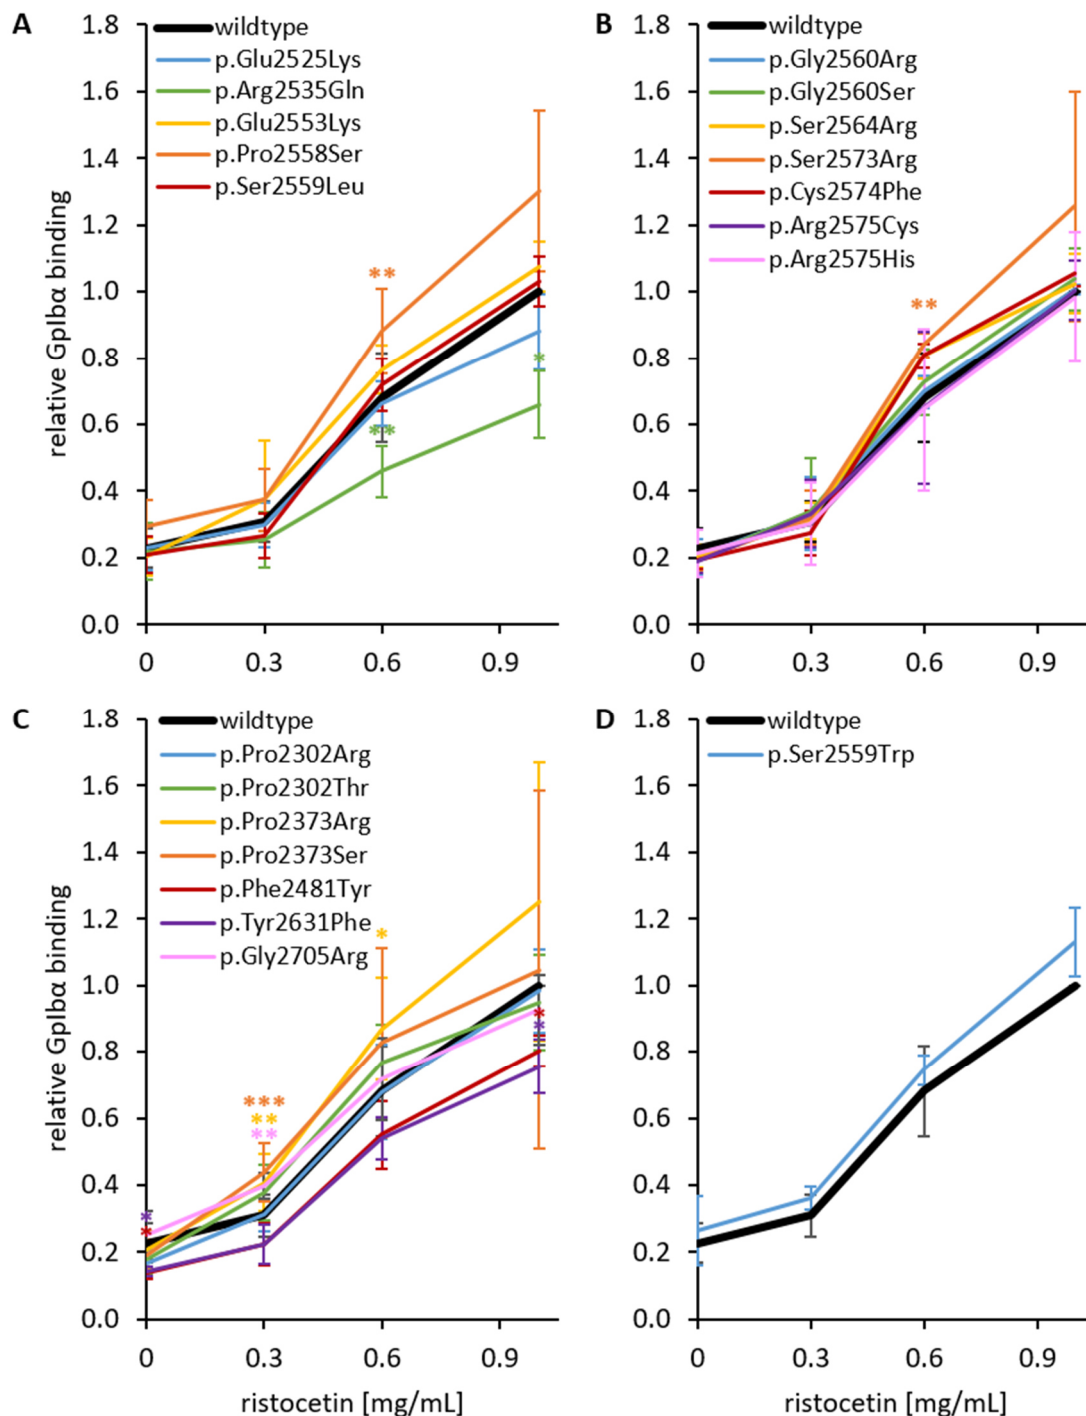 A
wildtype
p.Glu2525Lys
p.Arg2535Gln
p.Glu2553Lys
p.Pro2558Ser
p.Ser2559Leu
relative GpIbα binding
1.8
1.6
1.4
1.2
1.0
0.8
0.6
0.4
0.2
0.0
**
*
**
0
0.3
0.6
0.9
B
wildtype
p.Gly2560Arg
p.Gly2560Ser
p.Ser2564Arg
p.Ser2573Arg
p.Cys2574Phe
p.Arg2575Cys
p.Arg2575His
1.8
1.6
1.4
1.2
1.0
0.8
0.6
0.4
0.2
0.0
**
0
0.3
0.6
0.9
C
wildtype
p.Pro2302Arg
p.Pro2302Thr
p.Pro2373Arg
p.Pro2373Ser
p.Phe2481Tyr
p.Tyr2631Phe
p.Gly2705Arg
relative GpIbα binding
1.8
1.6
1.4
1.2
1.0
0.8
0.6
0.4
0.2
0.0
*
*
*
***
**
**
*
*
0
0.3
0.6
0.9
ristocetin [mg/mL]
D
wildtype
p.Ser2559Trp
1.8
1.6
1.4
1.2
1.0
0.8
0.6
0.4
0.2
0.0
0
0.3
0.6
0.9
ristocetin [mg/mL]